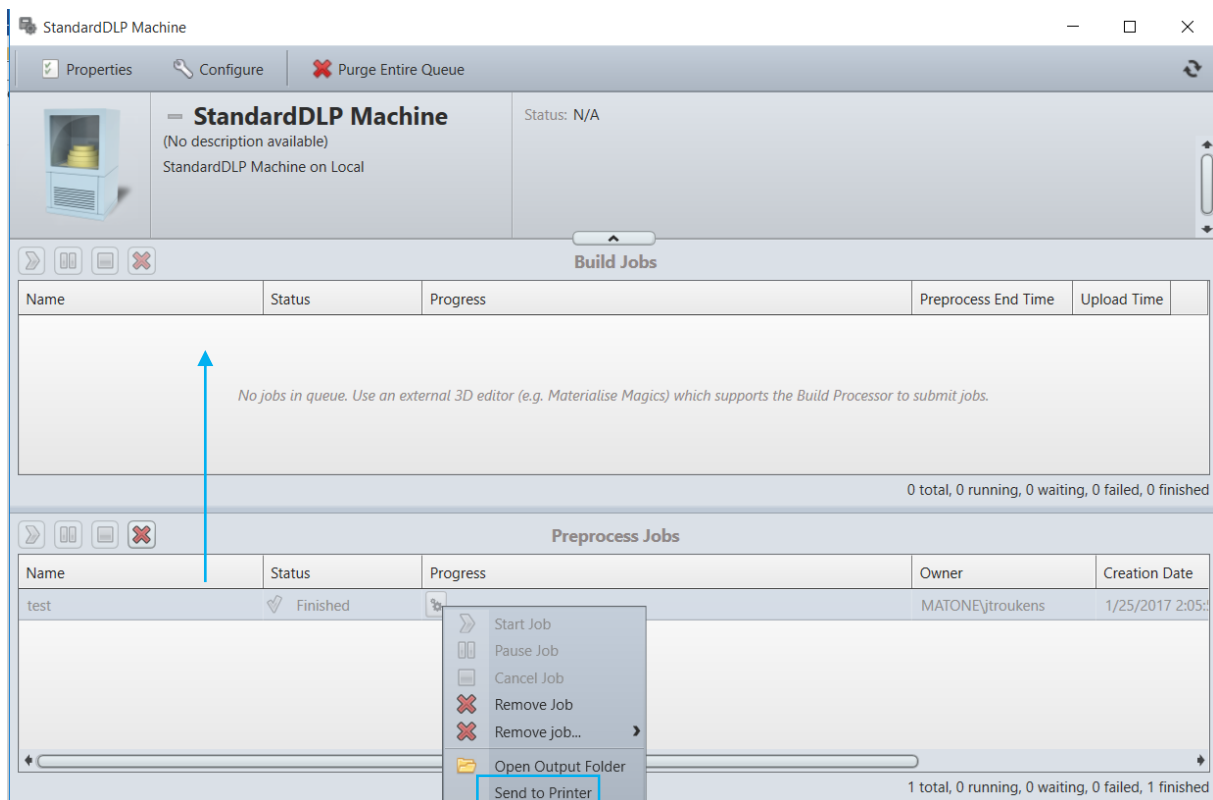 StandardDLP Machine
Properties Configure Purge Entire Queue
StandardDLP Machine
(No description available)
StandardDLP Machine on Local
Status: N/A
Build Jobs
Name Status Progress Preprocess End Time Upload Time
No jobs in queue. Use an external 3D editor (e.g. Materialise Magics) which supports the Build Processor to submit jobs.
0 total, 0 running, 0 waiting, 0 failed, 0 finished
Preprocess Jobs
Name Status Progress Owner Creation Date
test Finished MATONE\jtroukens 1/25/2017 2:05:
Start Job
Pause Job
Cancel Job
Remove Job
Remove job...
Open Output Folder
Send to Printer
1 total, 0 running, 0 waiting, 0 failed, 1 finished